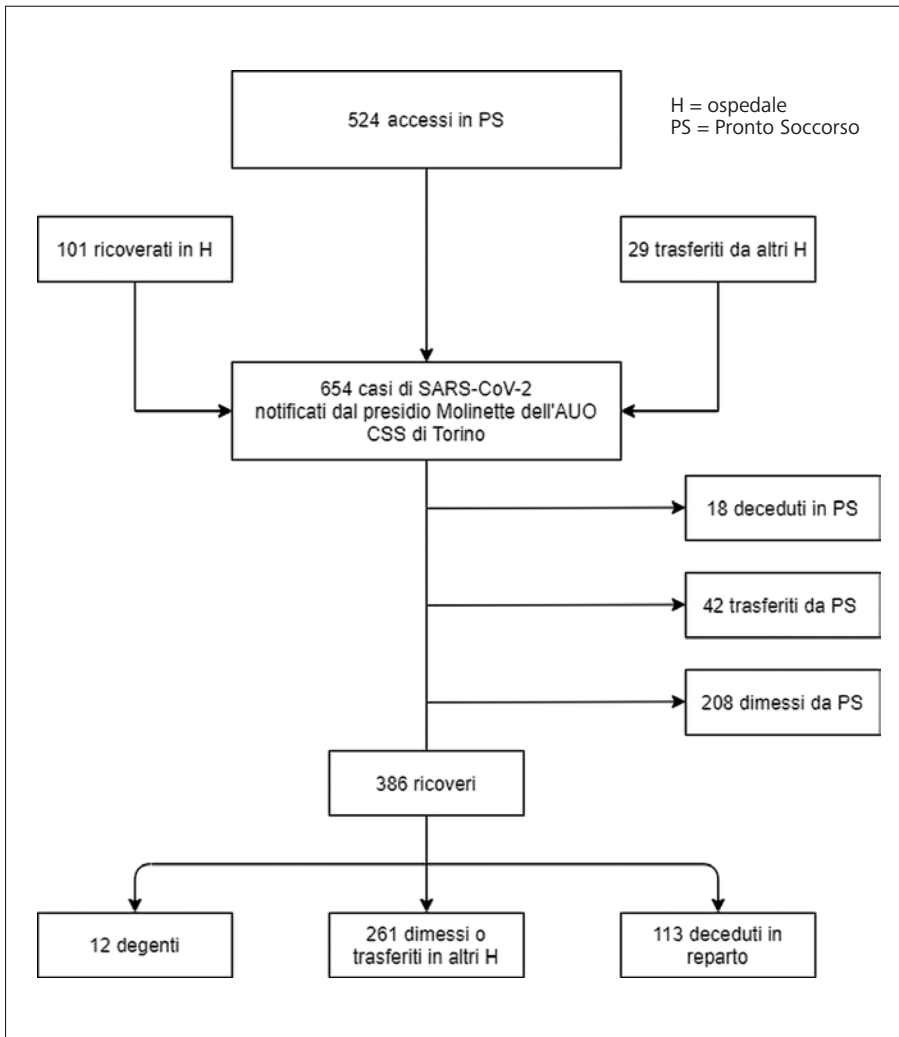 524 accessi in PS
H = ospedale
PS = Pronto Soccorso
101 ricoverati in H
29 trasferiti da altri H
654 casi di SARS-CoV-2
notificati dal presidio Molinette dell'AUO
CSS di Torino
18 deceduti in PS
42 trasferiti da PS
208 dimessi da PS
386 ricoveri
12 degenti
261 dimessi o
trasferiti in altri H
113 deceduti in
reparto